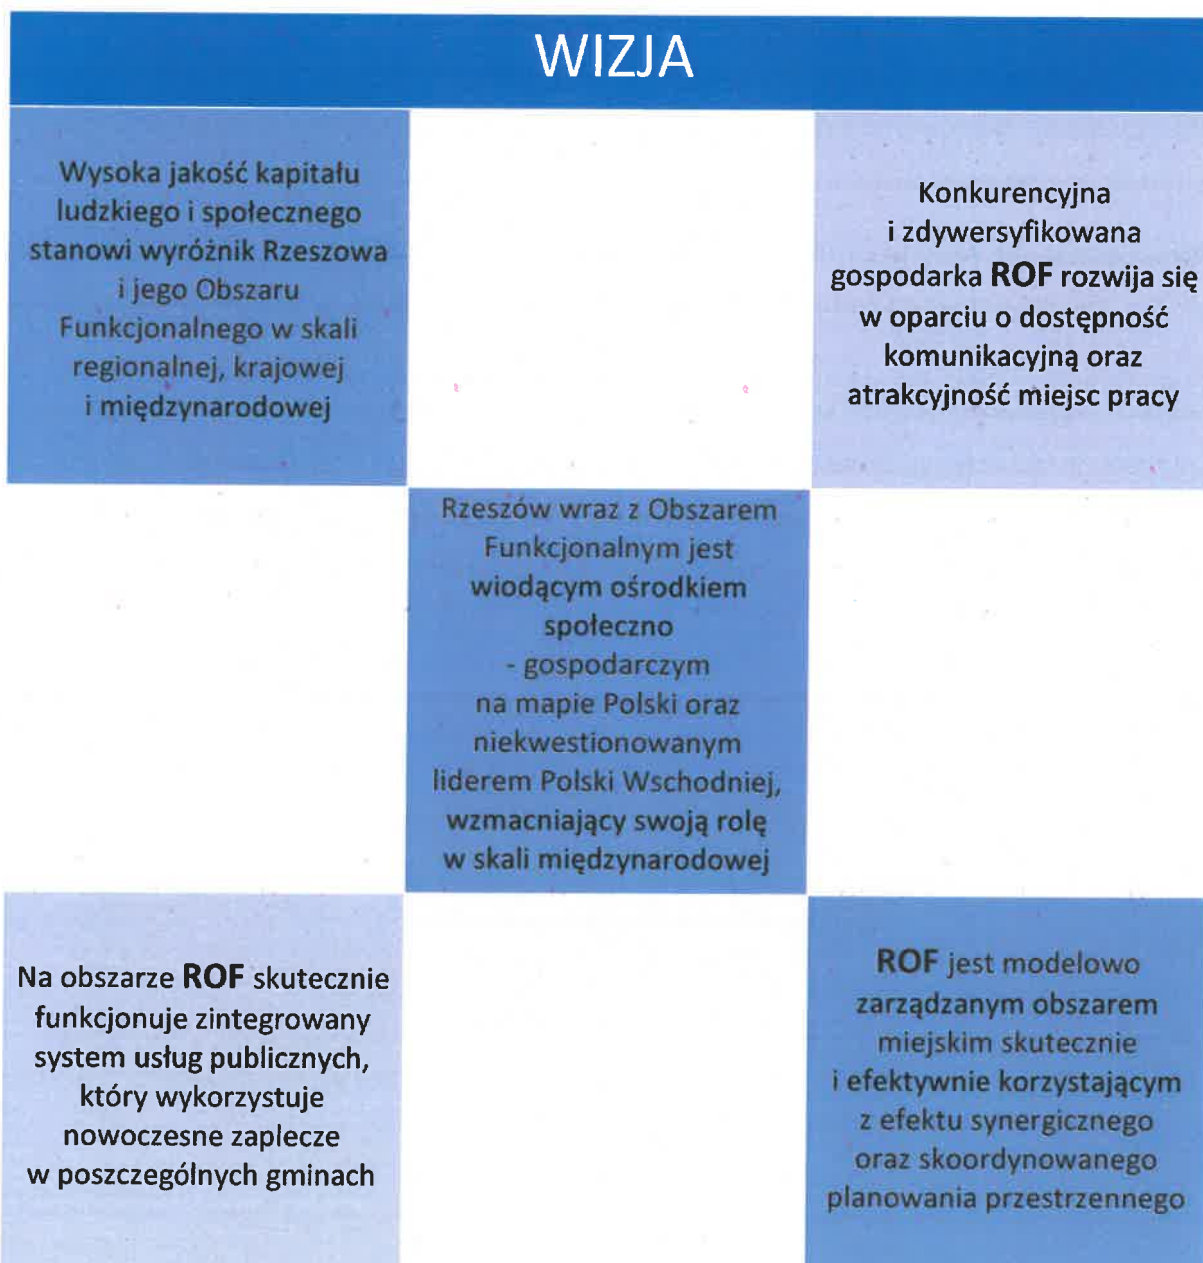 WIZJA
Wysoka jakość kapitału
ludzkiego i społecznego
stanowi wyróżnik Rzeszowa
i jego Obszaru
Funkcjonalnego w skali
regionalnej, krajowej
i międzynarodowej
Konkurencyjna
i zdywersyfikowana
gospodarka ROF rozwija się
w oparciu o dostępność
komunikacyjną oraz
atrakcyjność miejsc pracy
Rzeszów wraz z Obszarem
Funkcjonalnym jest
wiodącym ośrodkiem
społeczno
- gospodarczym
na mapie Polski oraz
niekwestionowanym
liderem Polski Wschodniej,
wzmacniający swoją rolę
w skali międzynarodowej
Na obszarze ROF skutecznie
funkcjonuje zintegrowany
system usług publicznych,
który wykorzystuje
nowoczesne zaplecze
w poszczególnych gminach
ROF jest modelowo
zarządzanym obszarem
miejskim skutecznie
i efektywnie korzystającym
z efektu synergicznego
oraz skoordynowanego
planowania przestrzennego